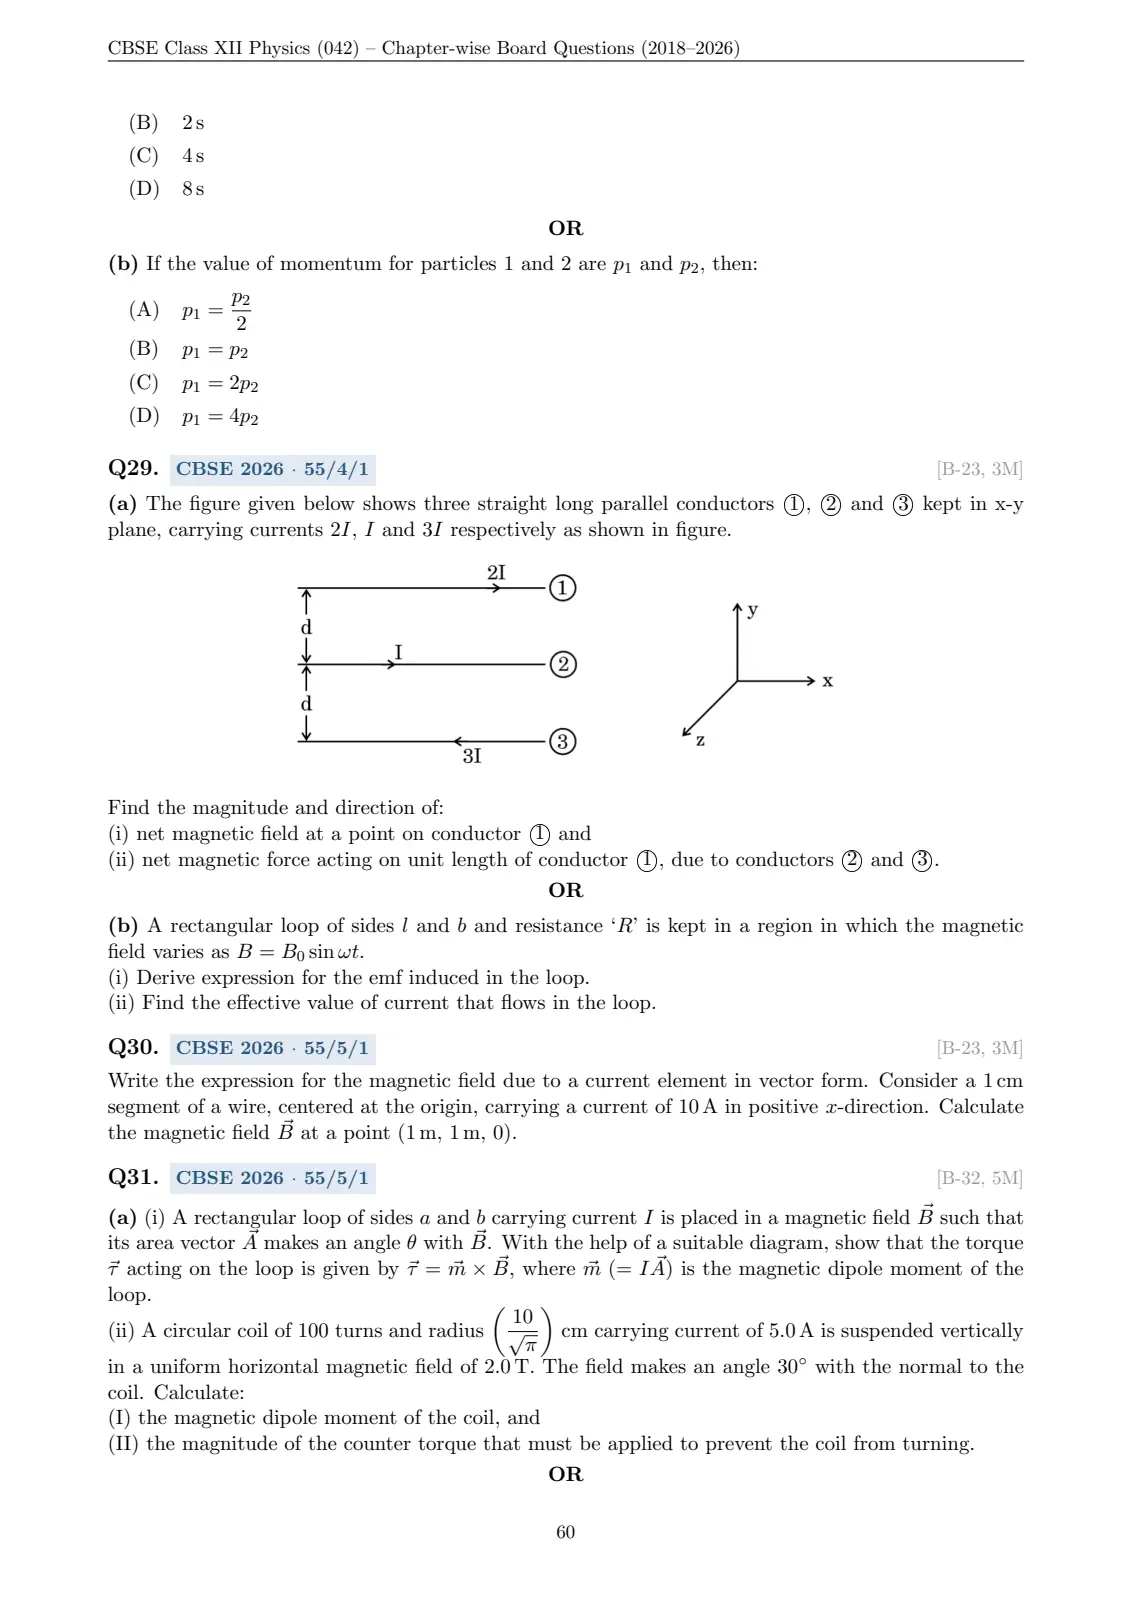 CBSE Class XII Physics (042) – Chapter-wise Board Questions (2018–2026)
(B) 2 s
(C) 4 s
(D) 8 s
OR
(b) If the value of momentum for particles 1 and 2 are p₁ and p₂, then:
(A) p₁ = p₂/2
(B) p₁ = p₂
(C) p₁ = 2p₂
(D) p₁ = 4p₂
Q29. CBSE 2026 · 55/4/1 [B-23, 3M]
(a) The figure given below shows three straight long parallel conductors ①, ② and ③ kept in x-y
plane, carrying currents 2I, I and 3I respectively as shown in figure.
2I ①
d
I ②
d
3I ③
y
x
z
Find the magnitude and direction of:
(i) net magnetic field at a point on conductor ① and
(ii) net magnetic force acting on unit length of conductor ①, due to conductors ② and ③.
OR
(b) A rectangular loop of sides l and b and resistance ‘R’ is kept in a region in which the magnetic
field varies as B = B₀ sin ωt.
(i) Derive expression for the emf induced in the loop.
(ii) Find the effective value of current that flows in the loop.
Q30. CBSE 2026 · 55/5/1 [B-23, 3M]
Write the expression for the magnetic field due to a current element in vector form. Consider a 1 cm
segment of a wire, centered at the origin, carrying a current of 10 A in positive x-direction. Calculate
the magnetic field B⃗ at a point (1 m, 1 m, 0).
Q31. CBSE 2026 · 55/5/1 [B-32, 5M]
(a) (i) A rectangular loop of sides a and b carrying current I is placed in a magnetic field B⃗ such that
its area vector A⃗ makes an angle θ with B⃗. With the help of a suitable diagram, show that the torque
τ⃗ acting on the loop is given by τ⃗ = m⃗ × B⃗, where m⃗ (= IA⃗) is the magnetic dipole moment of the
loop.
(ii) A circular coil of 100 turns and radius (10/√π) cm carrying current of 5.0 A is suspended vertically
in a uniform horizontal magnetic field of 2.0 T. The field makes an angle 30° with the normal to the
coil. Calculate:
(I) the magnetic dipole moment of the coil, and
(II) the magnitude of the counter torque that must be applied to prevent the coil from turning.
OR
60